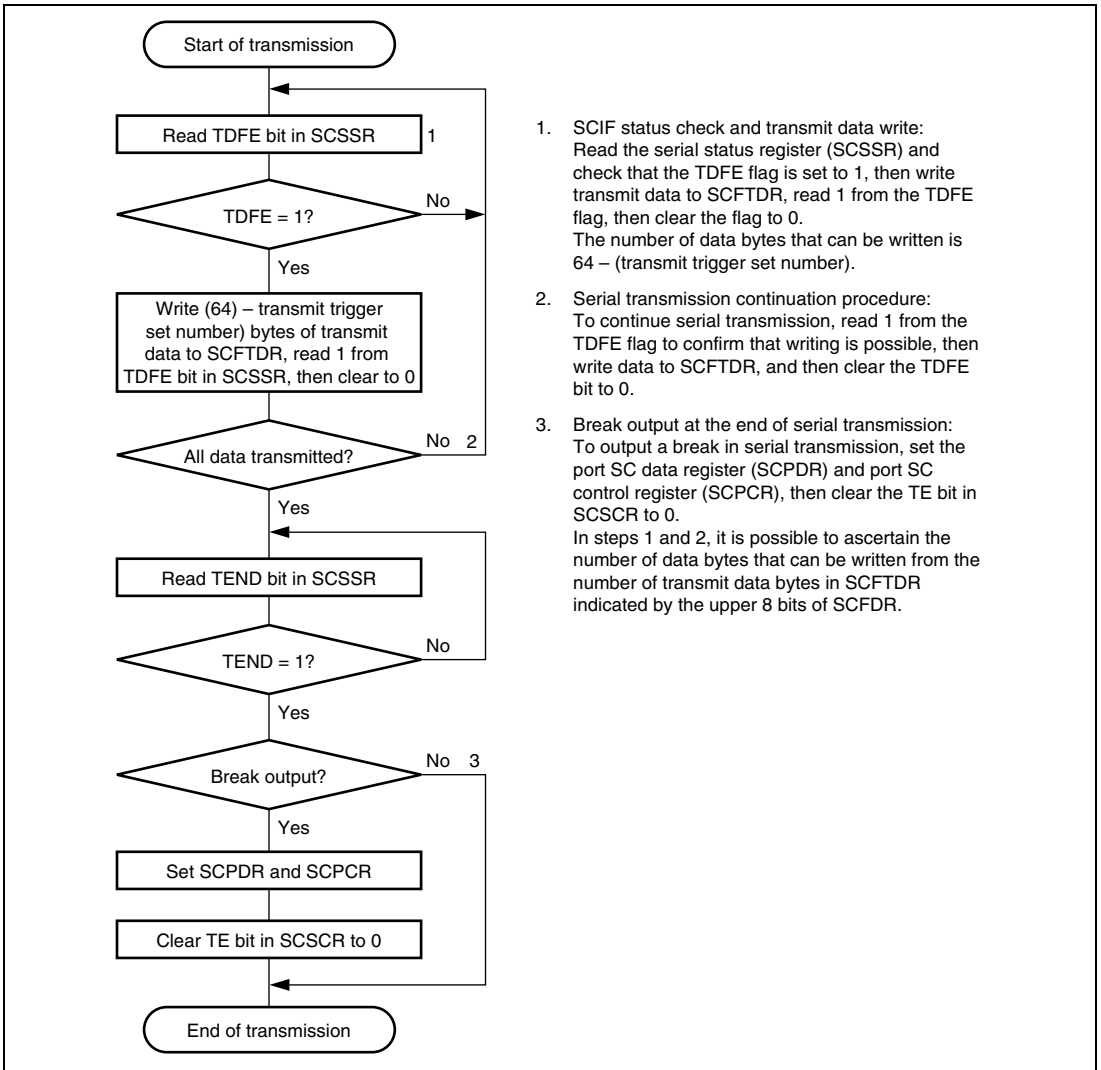 Start of transmission
Read TDFE bit in SCSSR 1
TDFE = 1?
No
Yes
Write (64) – transmit trigger
set number) bytes of transmit
data to SCFTDR, read 1 from
TDFE bit in SCSSR, then clear to 0
All data transmitted?
No 2
Yes
Read TEND bit in SCSSR
TEND = 1?
No
Yes
Break output?
No 3
Yes
Set SCPDR and SCPCR
Clear TE bit in SCSCR to 0
End of transmission
1. SCIF status check and transmit data write:
Read the serial status register (SCSSR) and
check that the TDFE flag is set to 1, then write
transmit data to SCFTDR, read 1 from the TDFE
flag, then clear the flag to 0.
The number of data bytes that can be written is
64 – (transmit trigger set number).
2. Serial transmission continuation procedure:
To continue serial transmission, read 1 from the
TDFE flag to confirm that writing is possible, then
write data to SCFTDR, and then clear the TDFE
bit to 0.
3. Break output at the end of serial transmission:
To output a break in serial transmission, set the
port SC data register (SCPDR) and port SC
control register (SCPCR), then clear the TE bit in
SCSCR to 0.
In steps 1 and 2, it is possible to ascertain the
number of data bytes that can be written from the
number of transmit data bytes in SCFTDR
indicated by the upper 8 bits of SCFDR.